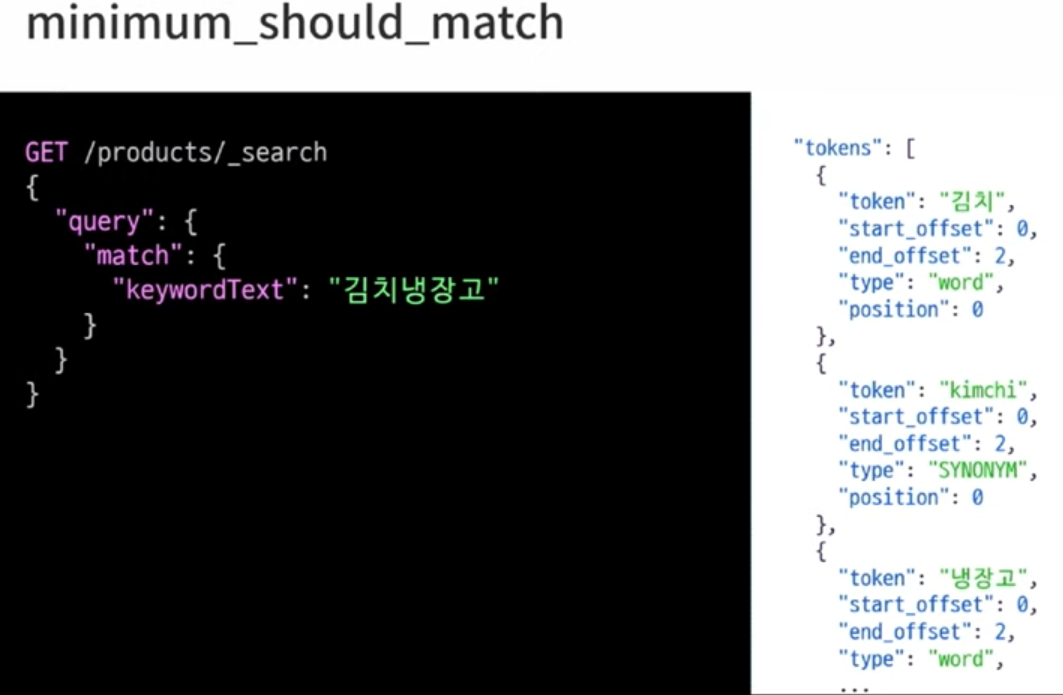 minimum_should_match
GET /products/_search
{
"query": {
"match": {
"keywordText": "김치냉장고"
}
}
}
"tokens": [
{
"token": "김치",
"start_offset": 0,
"end_offset": 2,
"type": "word",
"position": 0
},
{
"token": "kimchi",
"start_offset": 0,
"end_offset": 2,
"type": "SYNONYM",
"position": 0
},
{
"token": "냉장고",
"start_offset": 0,
"end_offset": 2,
"type": "word",
...